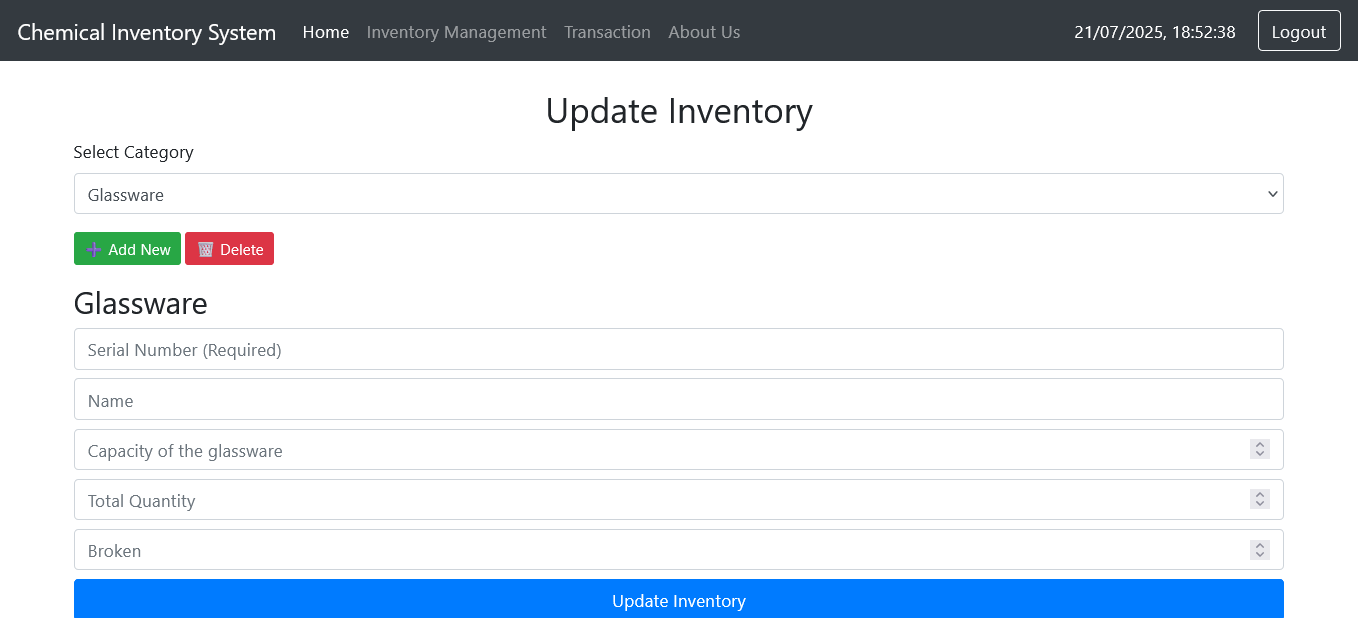 Chemical Inventory System Home Inventory Management Transaction About Us 21/07/2025, 18:52:38 Logout
Update Inventory
Select Category
Glassware
➕ Add New 🗑️ Delete
Glassware
Serial Number (Required)
Name
Capacity of the glassware
Total Quantity
Broken
Update Inventory